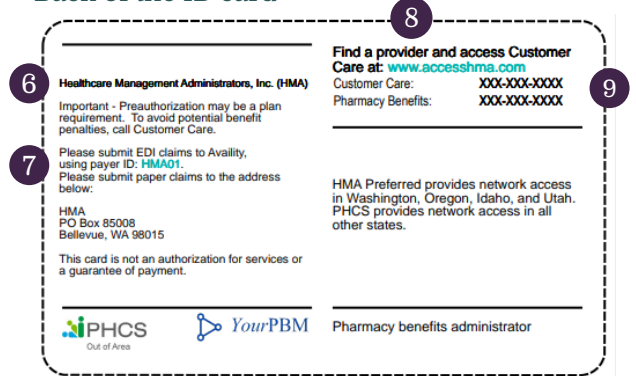 Back of the ID card
8
6
Healthcare Management Administrators, Inc. (HMA)
Important - Preauthorization may be a plan
requirement. To avoid potential benefit
penalties, call Customer Care.
7
Please submit EDI claims to Availity,
using payer ID: HMA01.
Please submit paper claims to the address
below:
HMA
PO Box 85008
Bellevue, WA 98015
This card is not an authorization for services or
a guarantee of payment.
PHCS
Out of Area
YourPBM
Find a provider and access Customer
Care at: www.accesshma.com
Customer Care: XXX-XXX-XXXX
Pharmacy Benefits: XXX-XXX-XXXX
9
HMA Preferred provides network access
in Washington, Oregon, Idaho, and Utah.
PHCS provides network access in all
other states.
Pharmacy benefits administrator